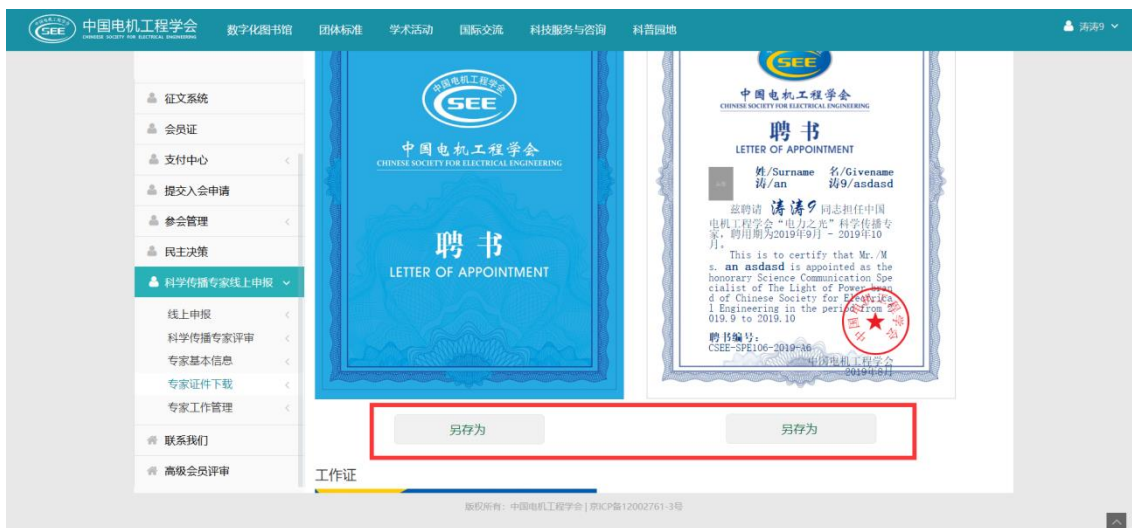 SEE
中国电机工程学会
CHINESE SOCIETY FOR ELECTRICAL ENGINEERING
数字化图书馆
团体标准
学术活动
国际交流
科技服务与咨询
科普园地
涛涛9
征文系统
会员证
支付中心
提交入会申请
参会管理
民主决策
科学传播专家线上申报
线上申报
科学传播专家评审
专家基本信息
专家证件下载
专家工作管理
联系我们
高级会员评审
中国电机工程学会
SEE
中国电机工程学会
CHINESE SOCIETY FOR ELECTRICAL ENGINEERING
聘 书
LETTER OF APPOINTMENT
SEE
中国电机工程学会
CHINESE SOCIETY FOR ELECTRICAL ENGINEERING
聘 书
LETTER OF APPOINTMENT
姓/Surname 名/Givename
涛/an 涛9/asdasd
兹聘请 涛涛9 同志担任中国
电机工程学会“电力之光”科学传播专
家，聘用期为2019年9月 - 2019年10
月。
This is to certify that Mr./M
s. an asdasd is appointed as the
honorary Science Communication Spe
cialist of The Light of Power bran
d of Chinese Society for Electrica
l Engineering in the period from 2
019.9 to 2019.10
聘书编号：
CSEE-SPE106-2019-A6
中国电机工程学会
2019年8月
另存为
另存为
工作证
版权所有：中国电机工程学会 | 京ICP备12002761-3号